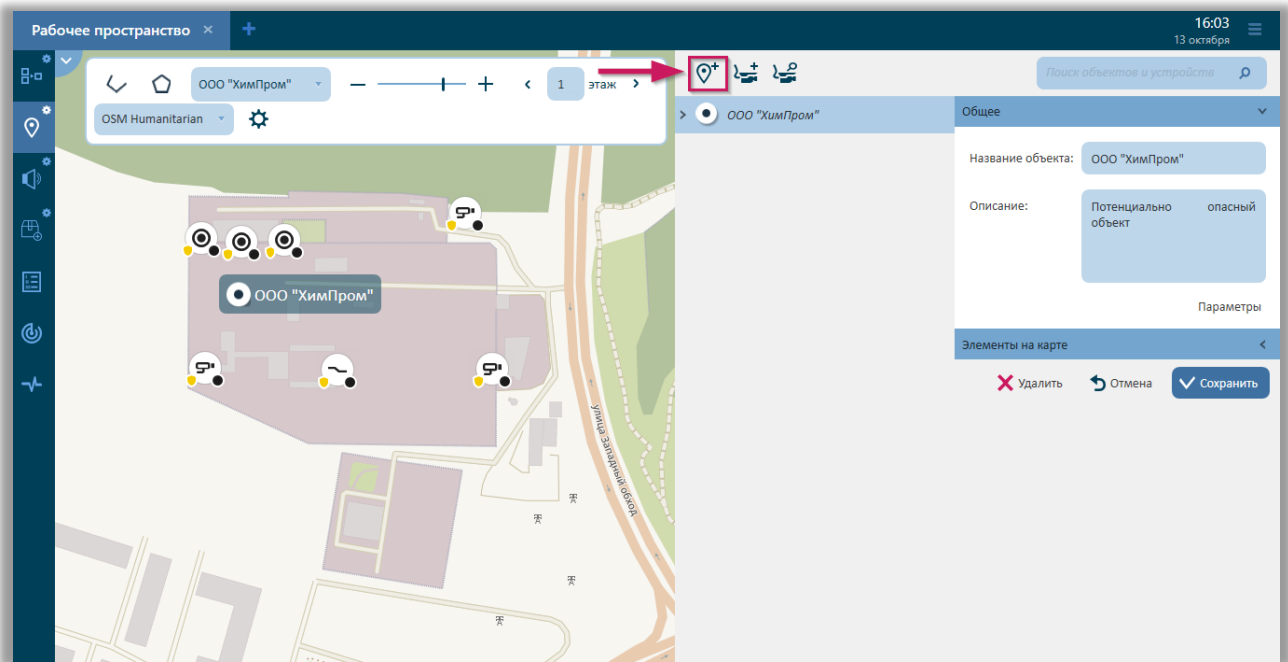 Рабочее пространство × +
16:03
13 октября
ООО "ХимПром"
1 этаж
OSM Humanitarian
Поиск объектов и устройств
ООО "ХимПром"
Общее
Название объекта: ООО "ХимПром"
Описание: Потенциально опасный
объект
Параметры
Элементы на карте
Удалить Отмена Сохранить
ООО "ХимПром"
улица Западный обход